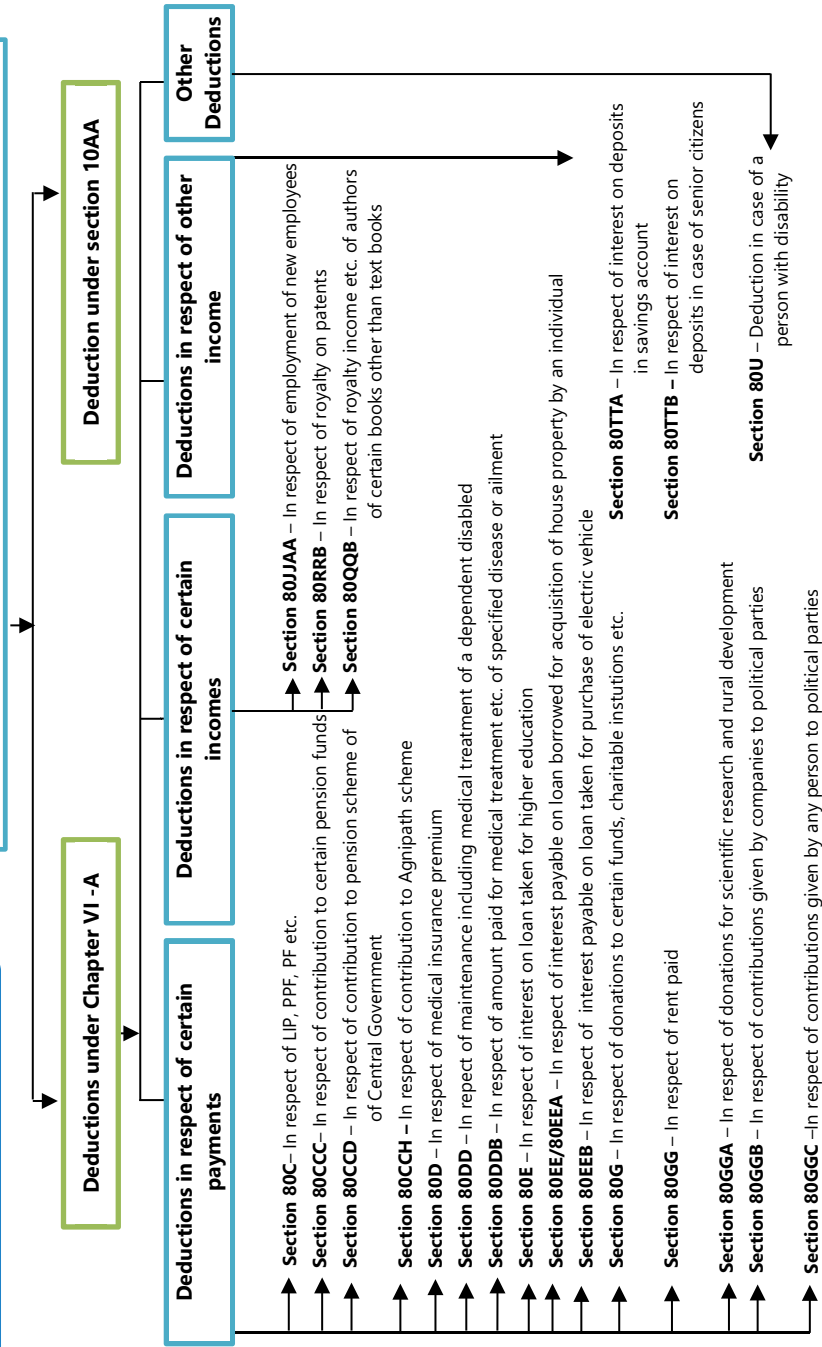 Deductions under Chapter VI -A
Deduction under section 10AA
Deductions in respect of certain
payments
Deductions in respect of certain
incomes
Deductions in respect of other
income
Other
Deductions
Section 80C– In respect of LIP, PPF, PF etc.
Section 80CCC– In respect of contribution to certain pension funds
Section 80CCD – In respect of contribution to pension scheme of
of Central Government
Section 80CCH – In respect of contribution to Agnipath scheme
Section 80D – In respect of medical insurance premium
Section 80DD – In repect of maintenance including medical treatment of a dependent disabled
Section 80DDB – In respect of amount paid for medical treatment etc. of specified disease or ailment
Section 80E – In respect of interest on loan taken for higher education
Section 80EE/80EEA – In respect of interest payable on loan borrowed for acquisition of house property by an individual
Section 80EEB – In respect of interest payable on loan taken for purchase of electric vehicle
Section 80G – In respect of donations to certain funds, charitable instutions etc.
Section 80GG – In respect of rent paid
Section 80GGA – In respect of donations for scientific research and rural development
Section 80GGB – In respect of contributions given by companies to political parties
Section 80GGC –In respect of contributions given by any person to political parties
Section 80JJAA – In respect of employment of new employees
Section 80RRB – In respect of royalty on patents
Section 80QQB – In respect of royalty income etc. of authors
of certain books other than text books
Section 80TTA – In respect of interest on deposits
in savings account
Section 80TTB – In respect of interest on
deposits in case of senior citizens
Section 80U – Deduction in case of a
person with disability